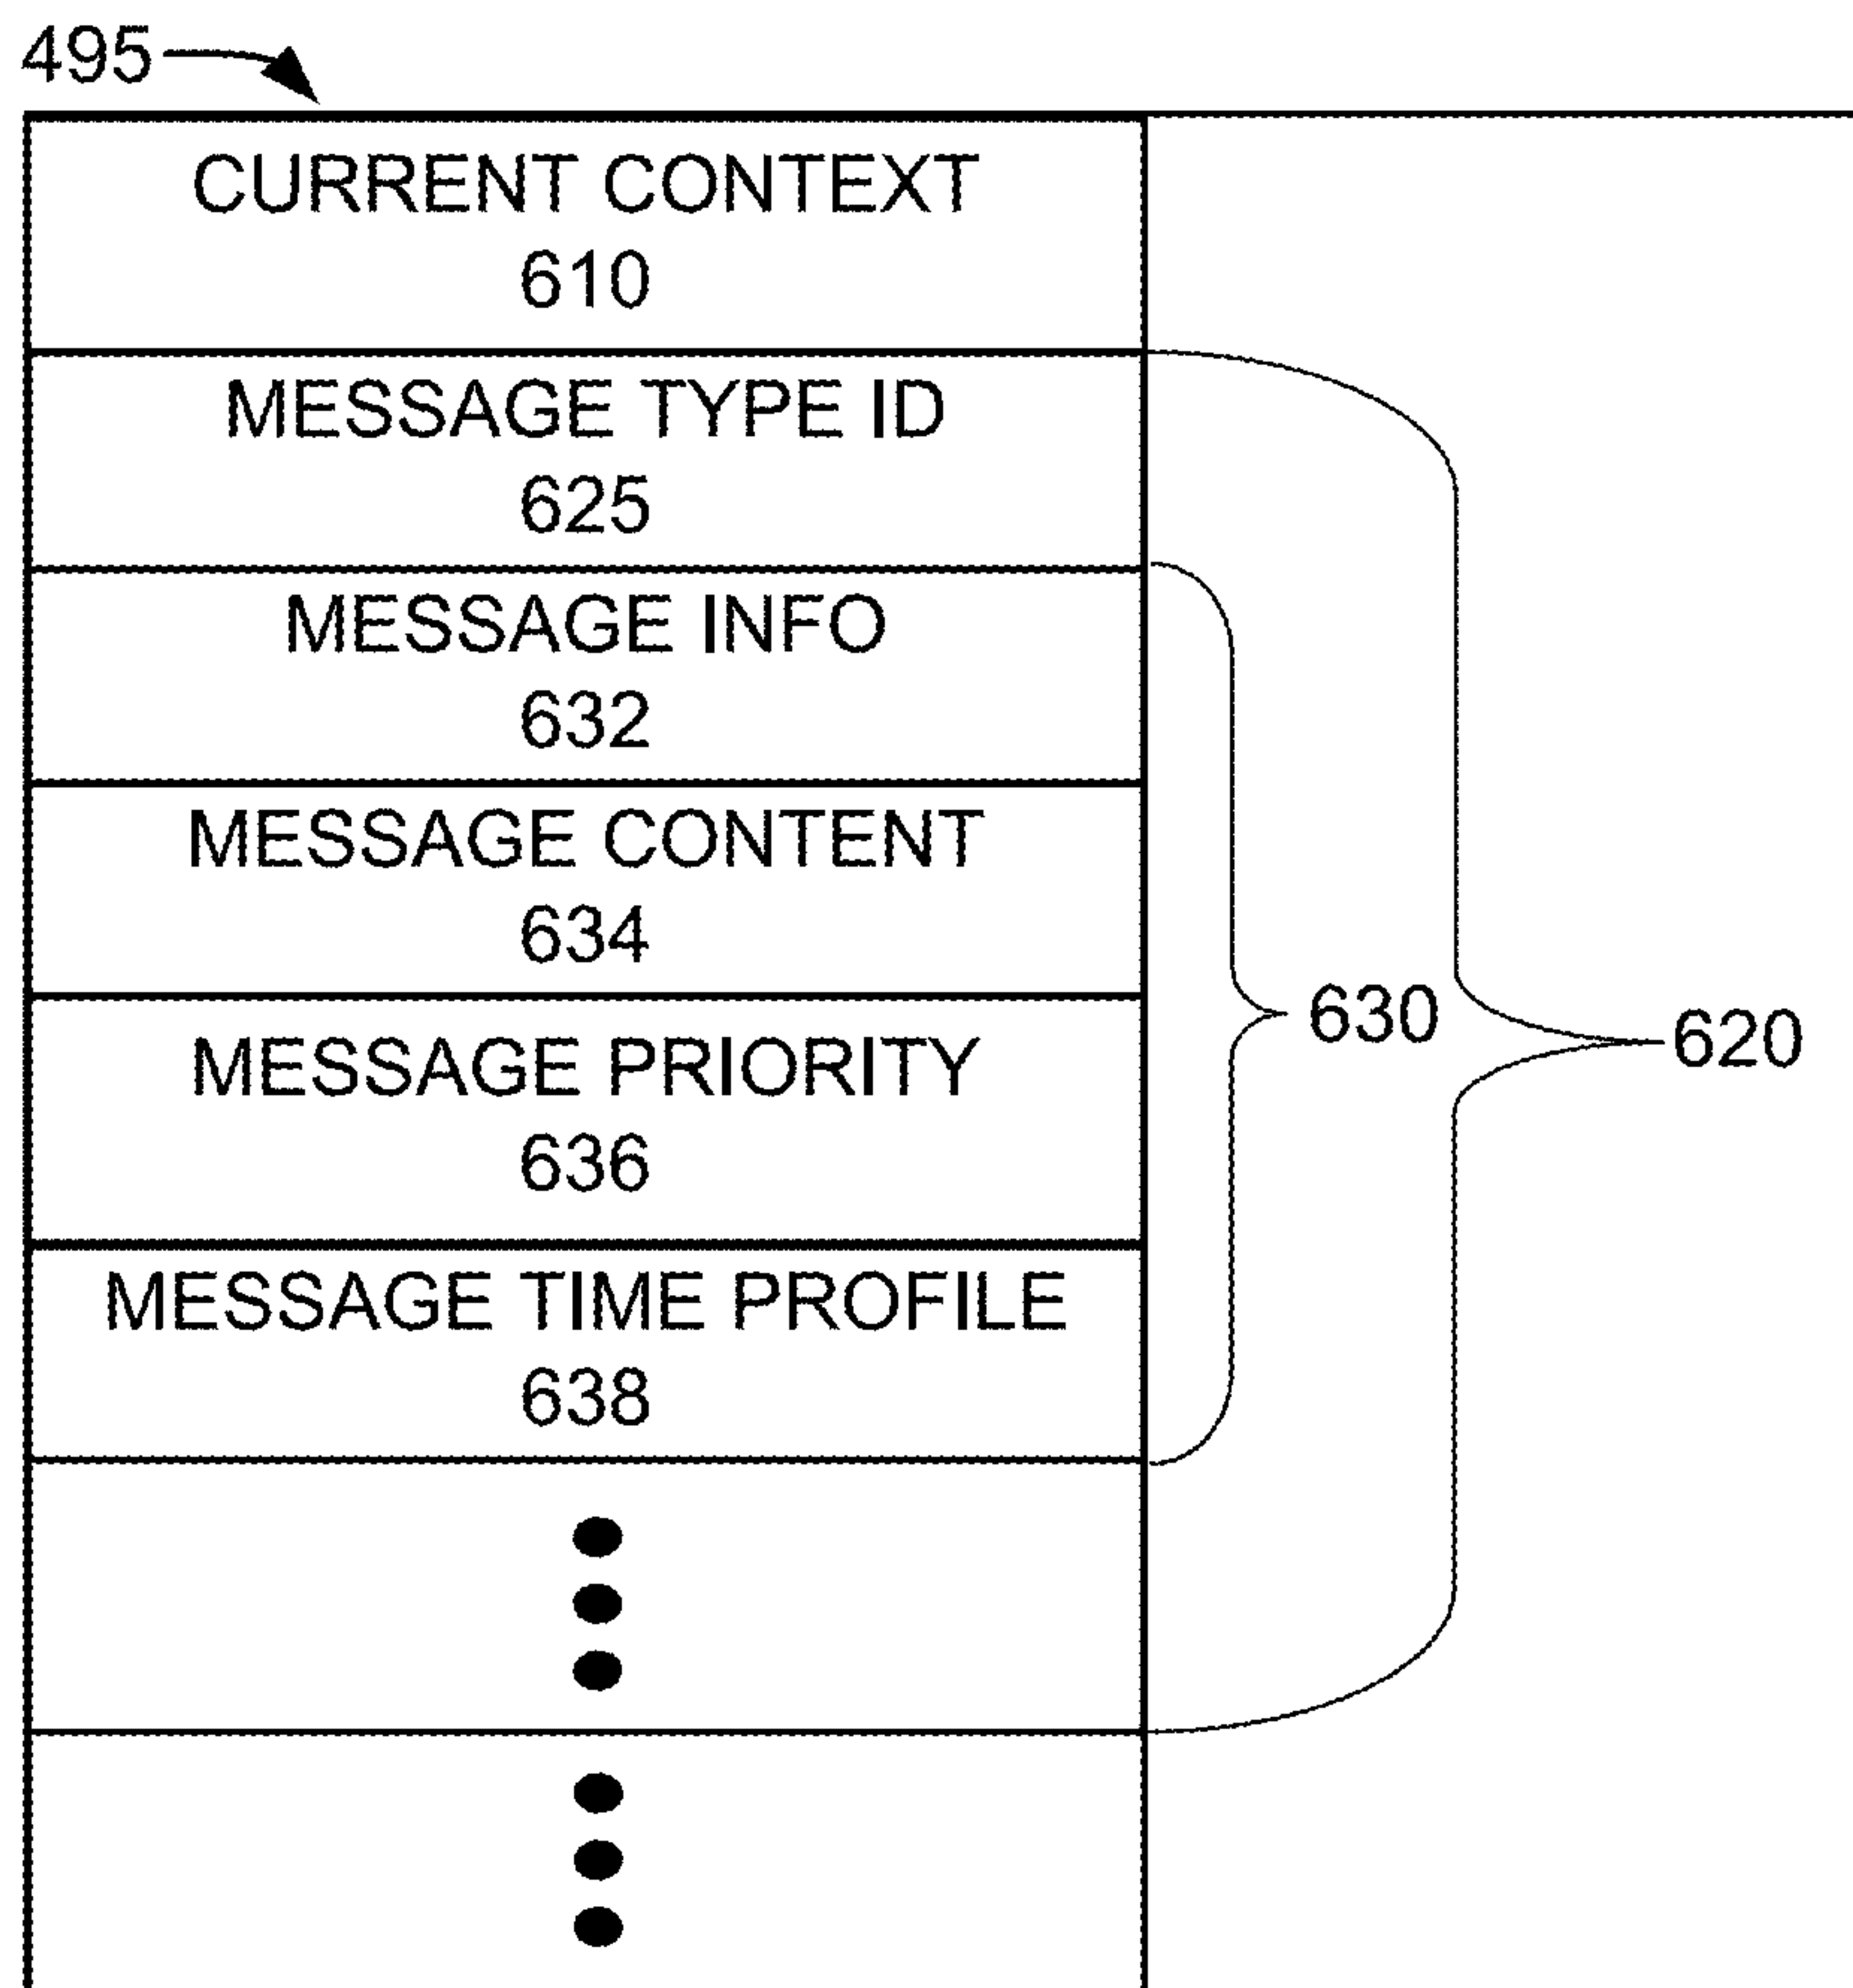 495
CURRENT CONTEXT
610
MESSAGE TYPE ID
625
MESSAGE INFO
632
MESSAGE CONTENT
634
630
620
MESSAGE PRIORITY
636
MESSAGE TIME PROFILE
638